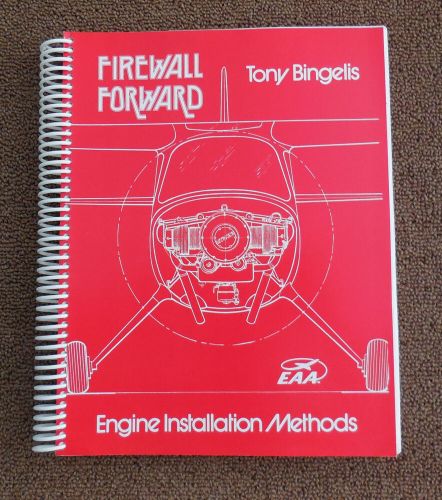 FIREWALL
FORWARD
Tony Bingelis
EAA
Engine Installation Methods